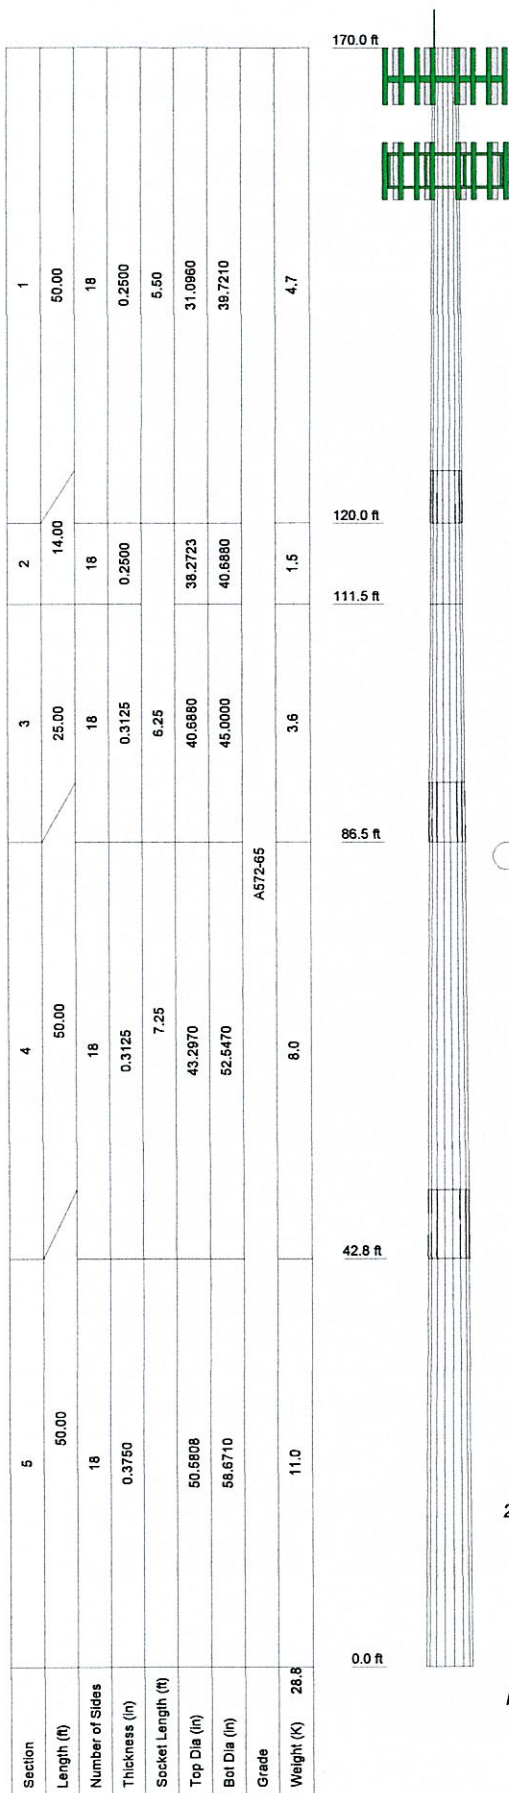 Section 5 4 3 2 1
Length (ft) 50.00 50.00 25.000 14.00 50.00
Number of Sides 18 18 18 18 18
Thickness (in) 0.3750 0.3125 0.3125 0.2500 0.2500
Socket Length (ft) 7.25 6.25 5.50
Top Dia (in) 50.5808 43.2970 40.6880 38.2723 31.0960
Bot Dia (in) 58.6710 52.5470 45.0000 40.6880 39.7210
Grade A572-65
Weight (K) 28.8 11.0 8.0 3.6 1.5 4.7
170.0 ft
120.0 ft
111.5 ft
86.5 ft
42.8 ft
0.0 ft
2